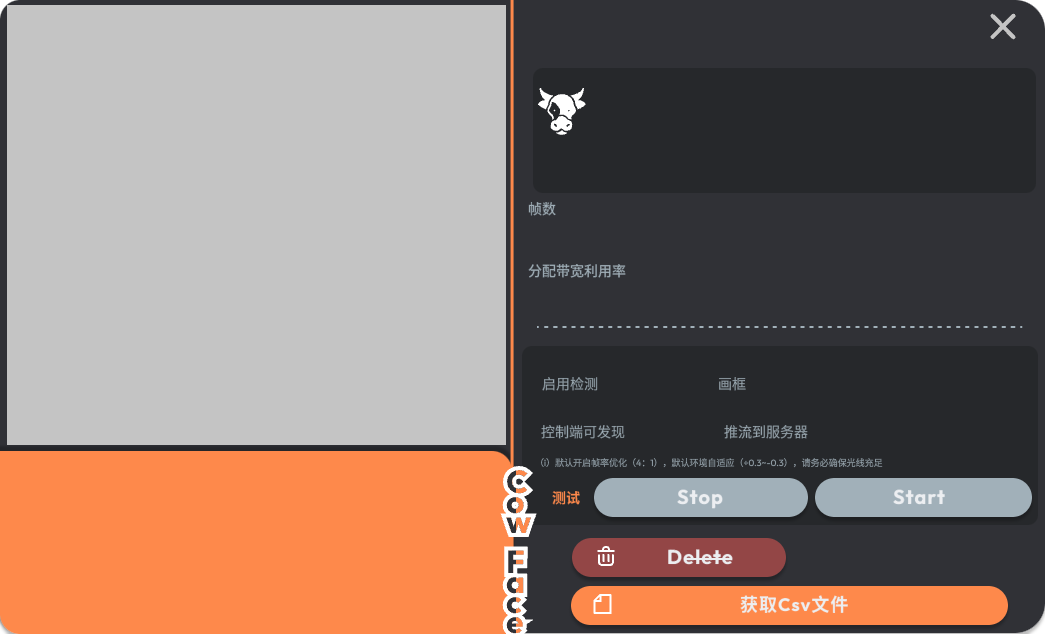 帧数
分配带宽利用率
启用检测
画框
控制端可发现
推流到服务器
(i) 默认开启帧率优化（4：1），默认环境自适应（+0.3~-0.3），请务必确保光线充足
测试
Stop
Start
Delete
获取Csv文件
Cow Face